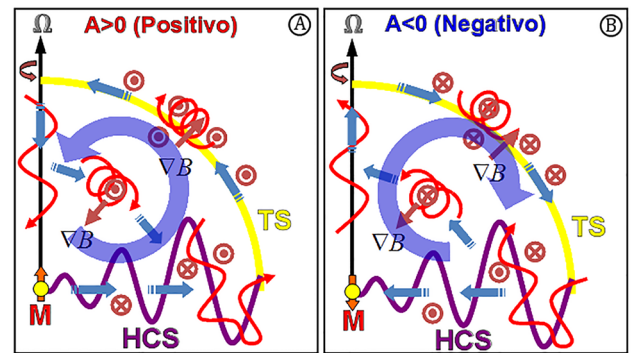 A>0 (Positivo)
A
Ω
∇B
TS
∇B
M
HCS
A<0 (Negativo)
B
Ω
∇B
TS
∇B
M
HCS